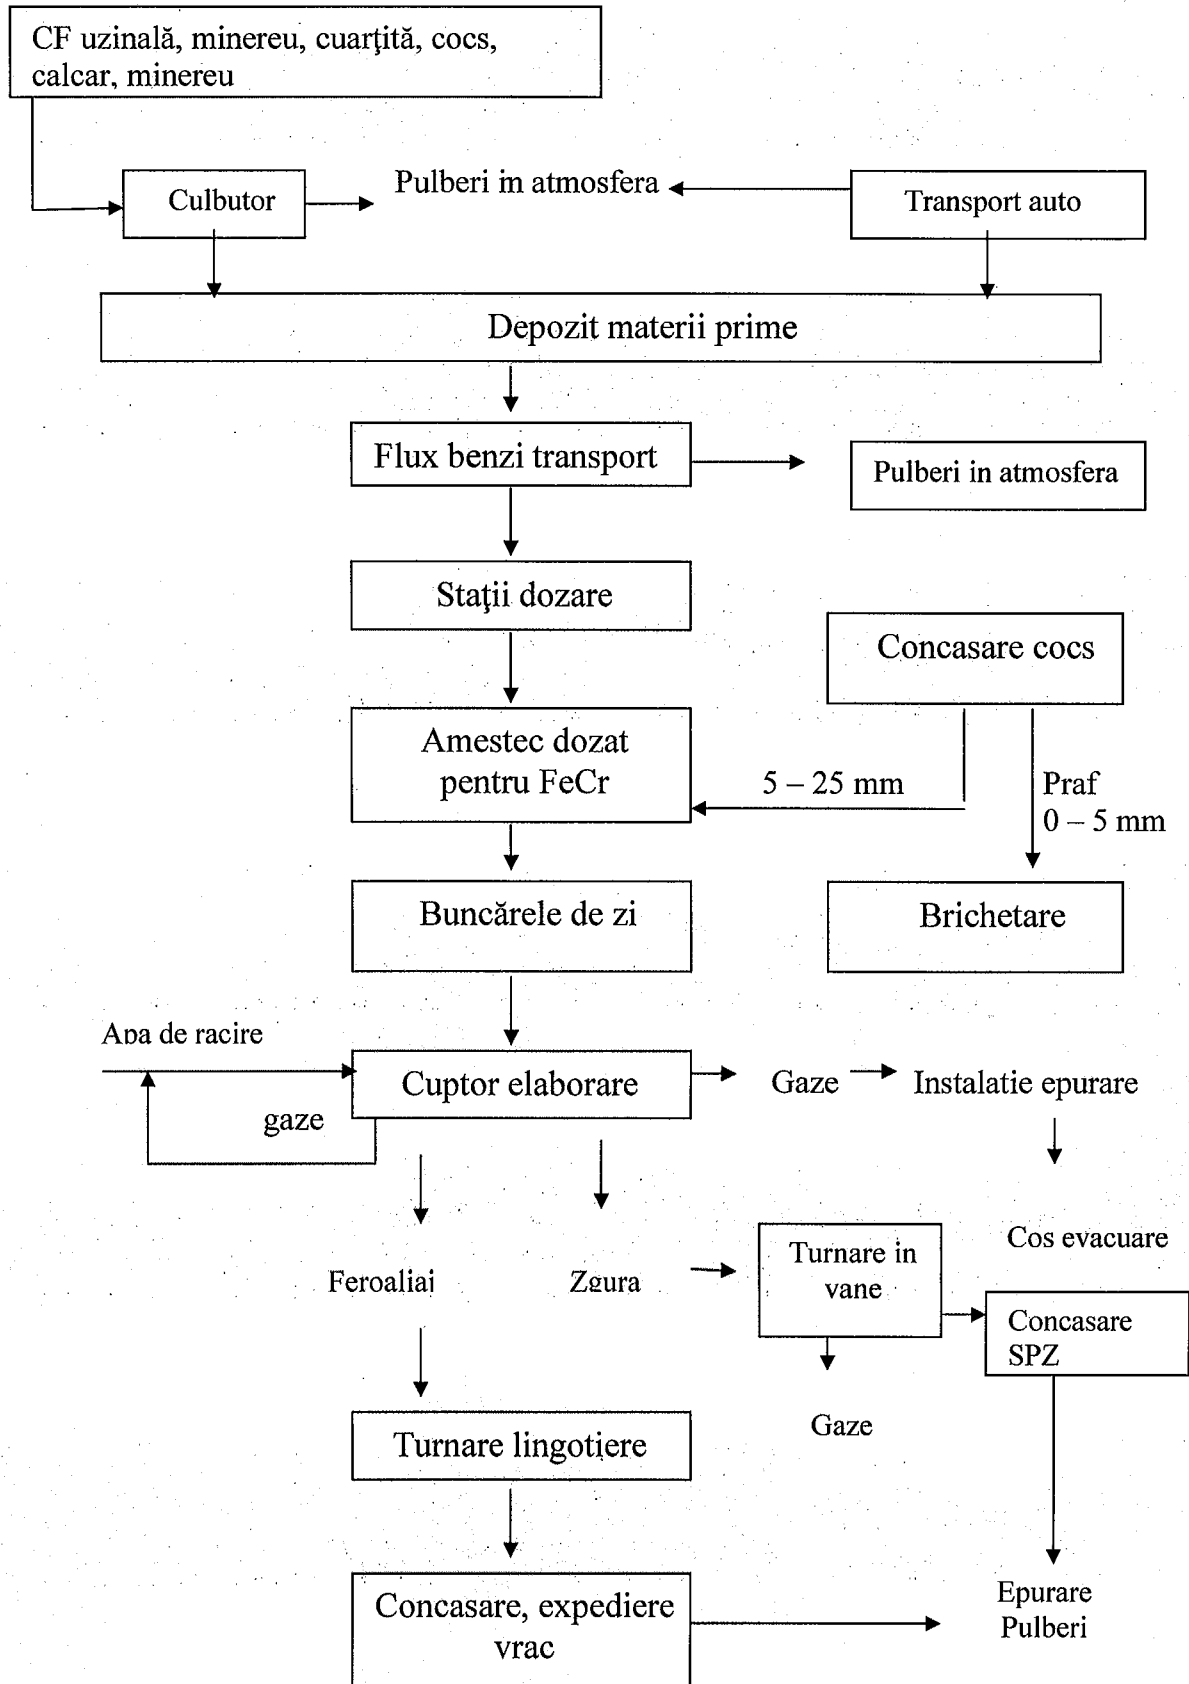 CF uzinală, minereu, cuarţită, cocs,
calcar, minereu
Culbutor
Pulberi in atmosfera
Transport auto
Depozit materii prime
Flux benzi transport
Pulberi in atmosfera
Staţii dozare
Concasare cocs
Amestec dozat
pentru FeCr
5 – 25 mm
Praf
0 – 5 mm
Buncărele de zi
Brichetare
Apa de racire
Cuptor elaborare
Gaze
Instalatie epurare
gaze
Feroaliaj
Zgura
Turnare in
vane
Cos evacuare
Concasare
SPZ
Gaze
Turnare lingotiere
Concasare, expediere
vrac
Epurare
Pulberi